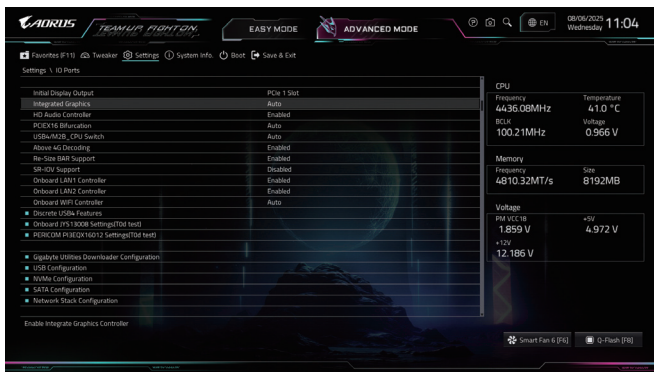 AORUS
TEAM UP. FIGHT ON.
EASY MODE
ADVANCED MODE
EN
08/06/2025
Wednesday
11:04
Favorites (F11)
Tweaker
Settings
System Info.
Boot
Save & Exit
Settings \ IO Ports
Initial Display Output PCIe 1 Slot
Integrated Graphics Auto
HD Audio Controller Enabled
PCIEX16 Bifurcation Auto
USB4/M2B_CPU Switch Auto
Above 4G Decoding Enabled
Re-Size BAR Support Enabled
SR-IOV Support Disabled
Onboard LAN1 Controller Enabled
Onboard LAN2 Controller Enabled
Onboard WIFI Controller Auto
Discrete USB4 Features
Onboard JYS13008 Settings(T0d test)
PERICOM PI3EQX16012 Settings(T0d test)
Gigabyte Utilities Downloader Configuration
USB Configuration
NVMe Configuration
SATA Configuration
Network Stack Configuration
Enable Integrate Graphics Controller
CPU
Frequency Temperature
4436.08MHz 41.0 °C
BCLK Voltage
100.21MHz 0.966 V
Memory
Frequency Size
4810.32MT/s 8192MB
Voltage
PM VCC18 +5V
1.859 V 4.972 V
+12V
12.186 V
Smart Fan 6 [F6]
Q-Flash [F8]